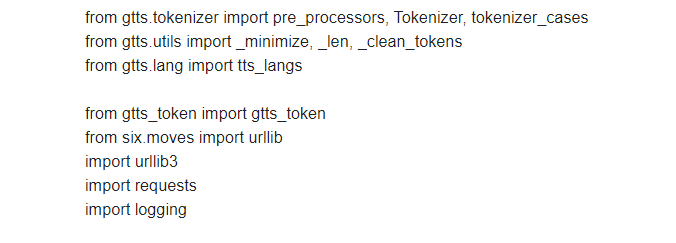 from gtts.tokenizer import pre_processors, Tokenizer, tokenizer_cases
from gtts.utils import _minimize, _len, _clean_tokens
from gtts.lang import tts_langs
from gtts_token import gtts_token
from six.moves import urllib
import urllib3
import requests
import logging